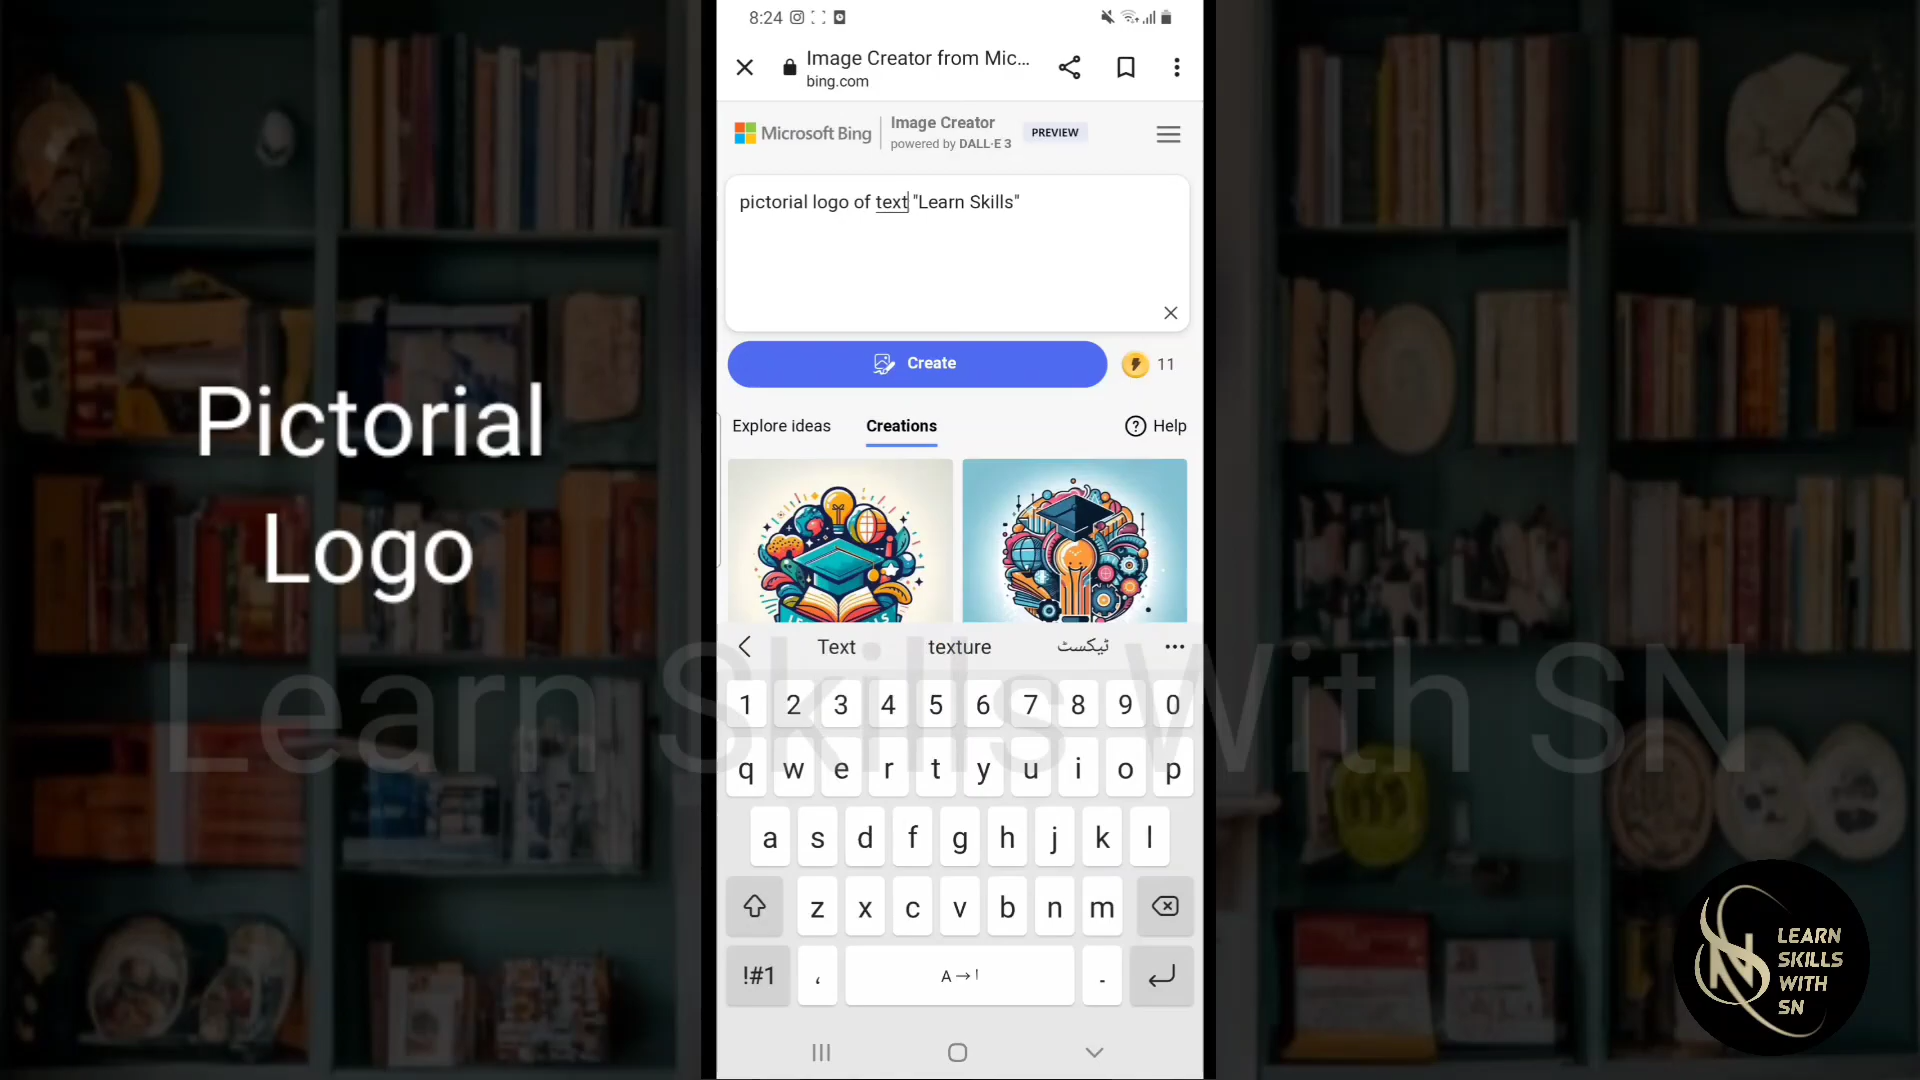 8:24
Image Creator from Mic...
bing.com
Microsoft Bing
Image Creator
powered by DALL·E 3
PREVIEW
pictorial logo of text "Learn Skills"
Create
11
Explore ideas
Creations
Help
Pictorial
Logo
Text texture ٹیکسٹ
Learn Skills With SN
1 2 3 4 5 6 7 8 9 0
q w e r t y u i o p
a s d f g h j k l
z x c v b n m
!#1 ، A→ا -
LEARN
SKILLS
WITH
SN